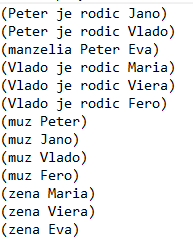 (Peter je rodic Jano)
(Peter je rodic Vlado)
(manzelia Peter Eva)
(Vlado je rodic Maria)
(Vlado je rodic Viera)
(Vlado je rodic Fero)
(muz Peter)
(muz Jano)
(muz Vlado)
(muz Fero)
(zena Maria)
(zena Viera)
(zena Eva)